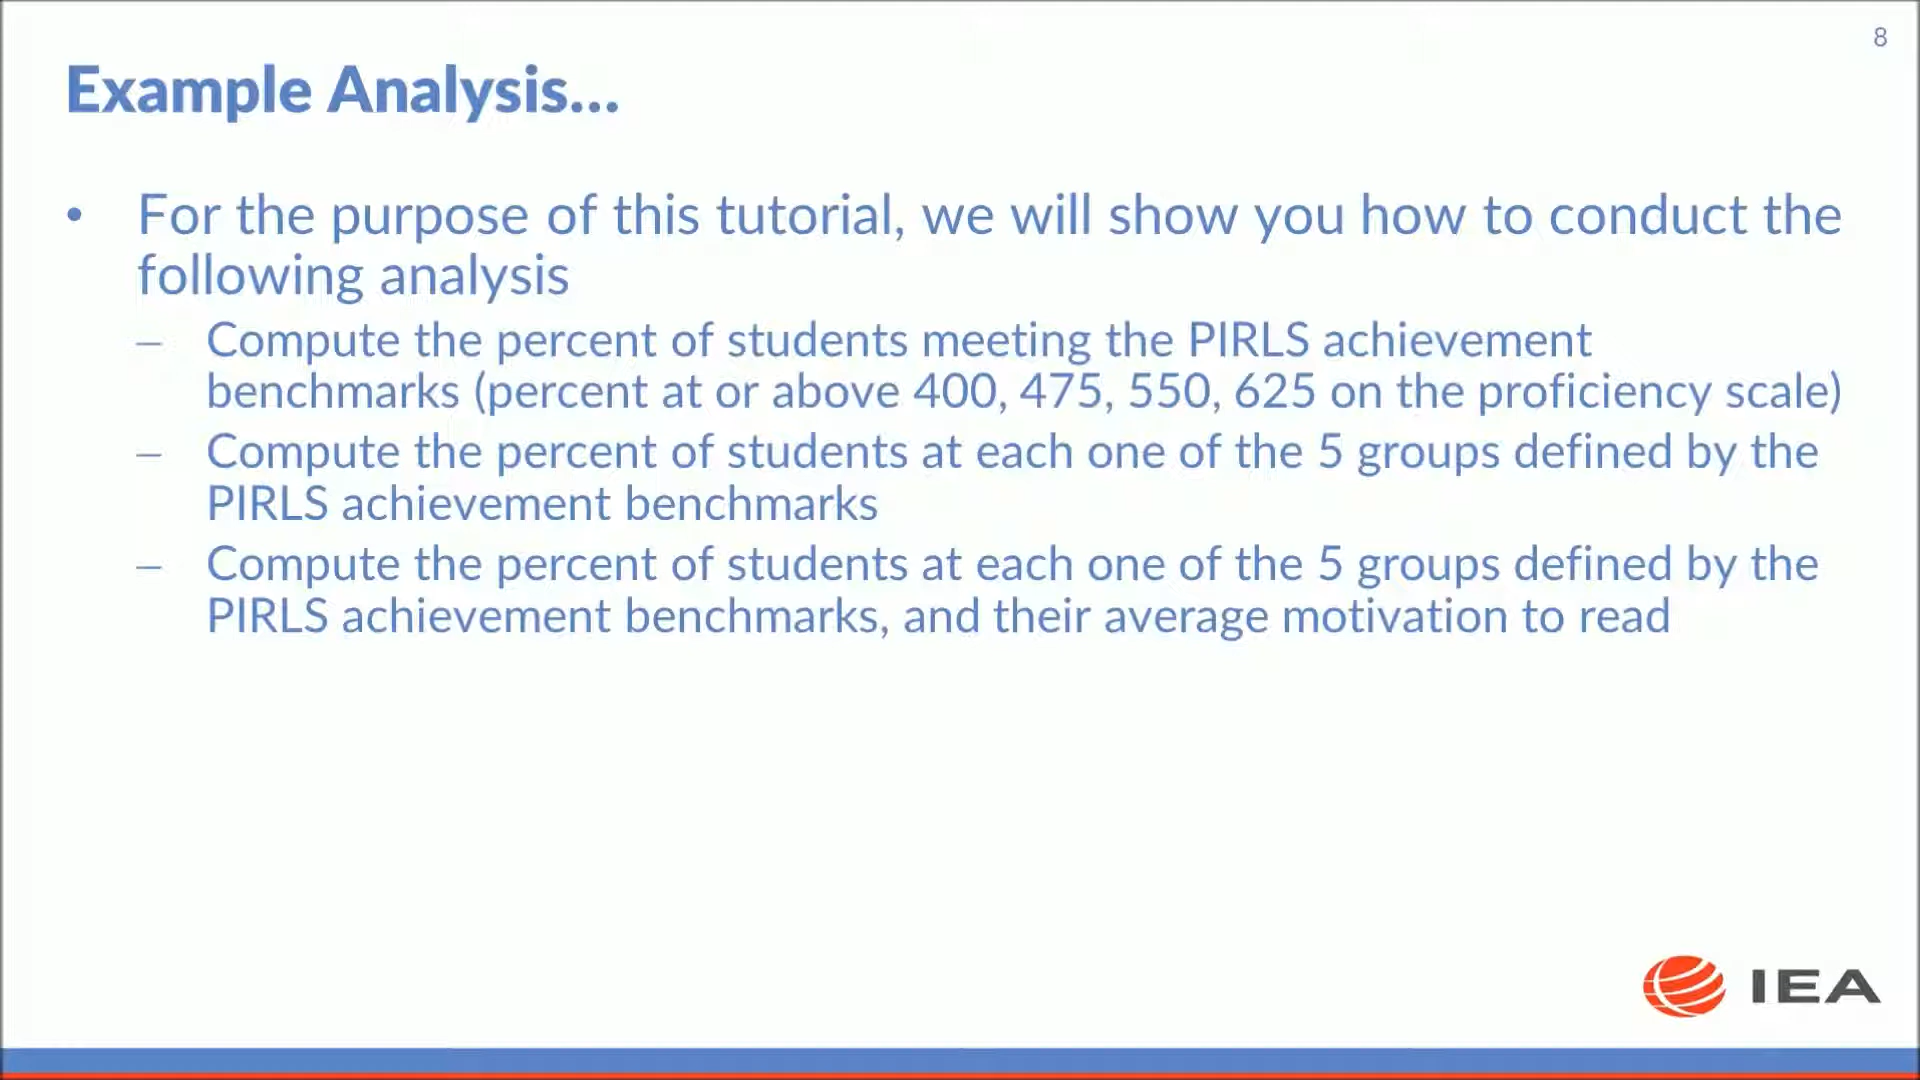 8
Example Analysis...
• For the purpose of this tutorial, we will show you how to conduct the
following analysis
– Compute the percent of students meeting the PIRLS achievement
benchmarks (percent at or above 400, 475, 550, 625 on the proficiency scale)
– Compute the percent of students at each one of the 5 groups defined by the
PIRLS achievement benchmarks
– Compute the percent of students at each one of the 5 groups defined by the
PIRLS achievement benchmarks, and their average motivation to read
IEA